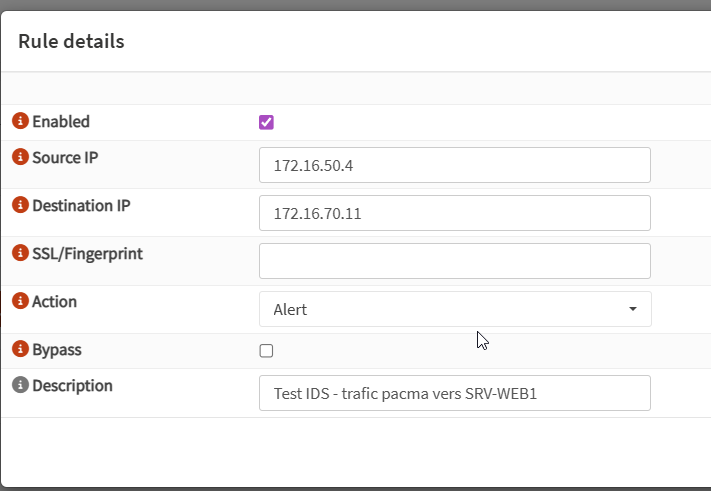 Rule details
Enabled
Source IP
172.16.50.4
Destination IP
172.16.70.11
SSL/Fingerprint
Action
Alert
Bypass
Description
Test IDS - trafic pacma vers SRV-WEB1